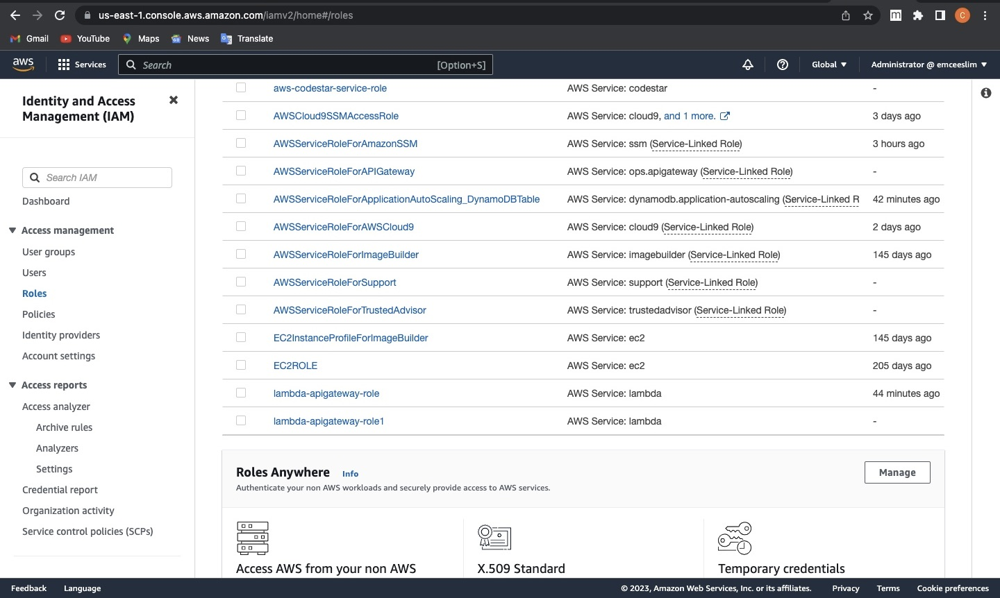 us-east-1.console.aws.amazon.com/iamv2/home#/roles
m
C
Gmail
YouTube
Maps
News
Translate
aws
Services
Search
[Option+S]
Global
Administrator @ emceeslim
Identity and Access
Management (IAM)
Search IAM
Dashboard
Access management
User groups
Users
Roles
Policies
Identity providers
Account settings
Access reports
Access analyzer
Archive rules
Analyzers
Settings
Credential report
Organization activity
Service control policies (SCPs)
aws-codestar-service-role AWS Service: codestar -
AWSCloud9SSMAccessRole AWS Service: cloud9, and 1 more. 3 days ago
AWSServiceRoleForAmazonSSM AWS Service: ssm (Service-Linked Role) 3 hours ago
AWSServiceRoleForAPIGateway AWS Service: ops.apigateway (Service-Linked Role) -
AWSServiceRoleForApplicationAutoScaling_DynamoDBTable AWS Service: dynamodb.application-autoscaling (Service-Linked R 42 minutes ago
AWSServiceRoleForAWSCloud9 AWS Service: cloud9 (Service-Linked Role) 2 days ago
AWSServiceRoleForImageBuilder AWS Service: imagebuilder (Service-Linked Role) 145 days ago
AWSServiceRoleForSupport AWS Service: support (Service-Linked Role) -
AWSServiceRoleForTrustedAdvisor AWS Service: trustedadvisor (Service-Linked Role) -
EC2InstanceProfileForImageBuilder AWS Service: ec2 145 days ago
EC2ROLE AWS Service: ec2 205 days ago
lambda-apigateway-role AWS Service: lambda 44 minutes ago
lambda-apigateway-role1 AWS Service: lambda -
Roles Anywhere Info
Manage
Authenticate your non AWS workloads and securely provide access to AWS services.
Access AWS from your non AWS
X.509 Standard
Temporary credentials
Feedback
Language
© 2023, Amazon Web Services, Inc. or its affiliates.
Privacy
Terms
Cookie preferences